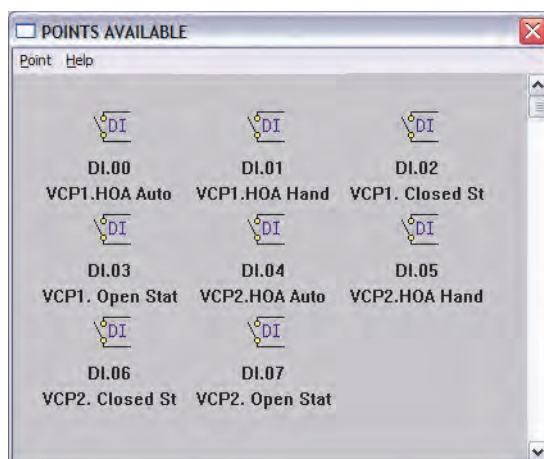 POINTS AVAILABLE
Point Help
DI DI DI
DI.00 DI.01 DI.02
VCP1.HOA Auto VCP1.HOA Hand VCP1. Closed St
DI DI DI
DI.03 DI.04 DI.05
VCP1. Open Stat VCP2.HOA Auto VCP2.HOA Hand
DI DI
DI.06 DI.07
VCP2. Closed St VCP2. Open Stat